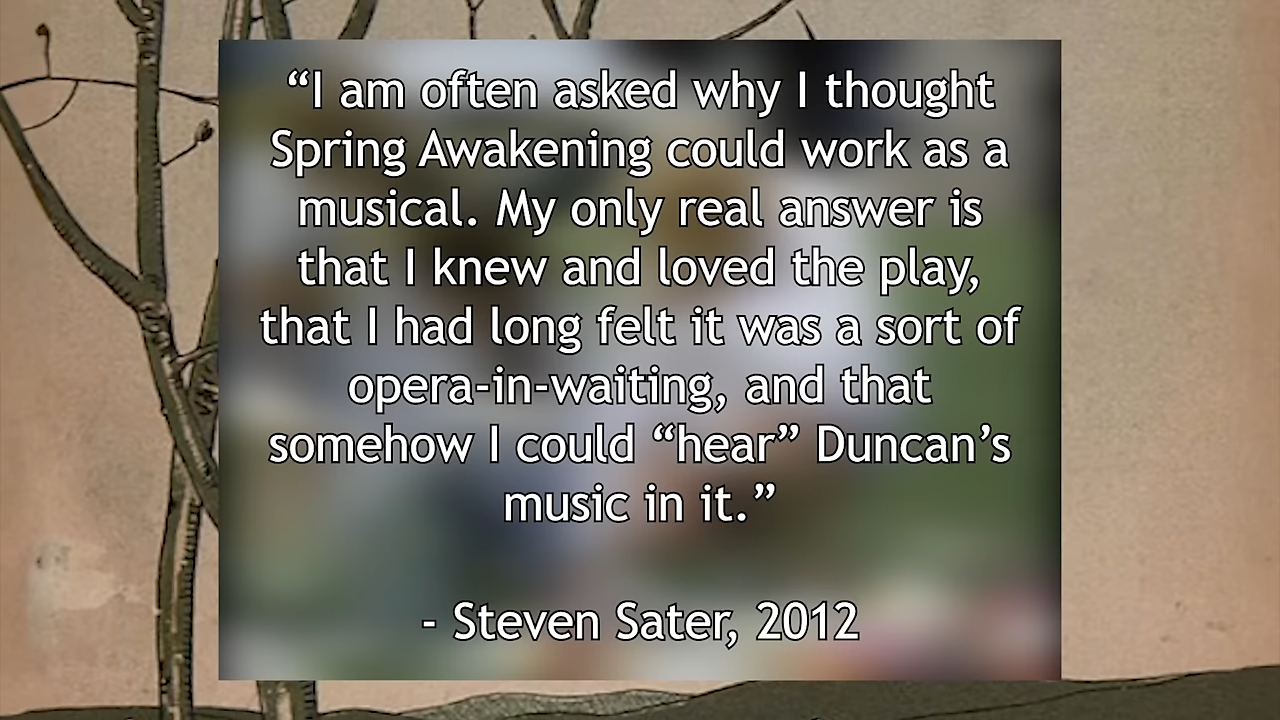 “I am often asked why I thought
Spring Awakening could work as a
musical. My only real answer is
that I knew and loved the play,
that I had long felt it was a sort of
opera-in-waiting, and that
somehow I could “hear” Duncan’s
music in it.”
- Steven Sater, 2012